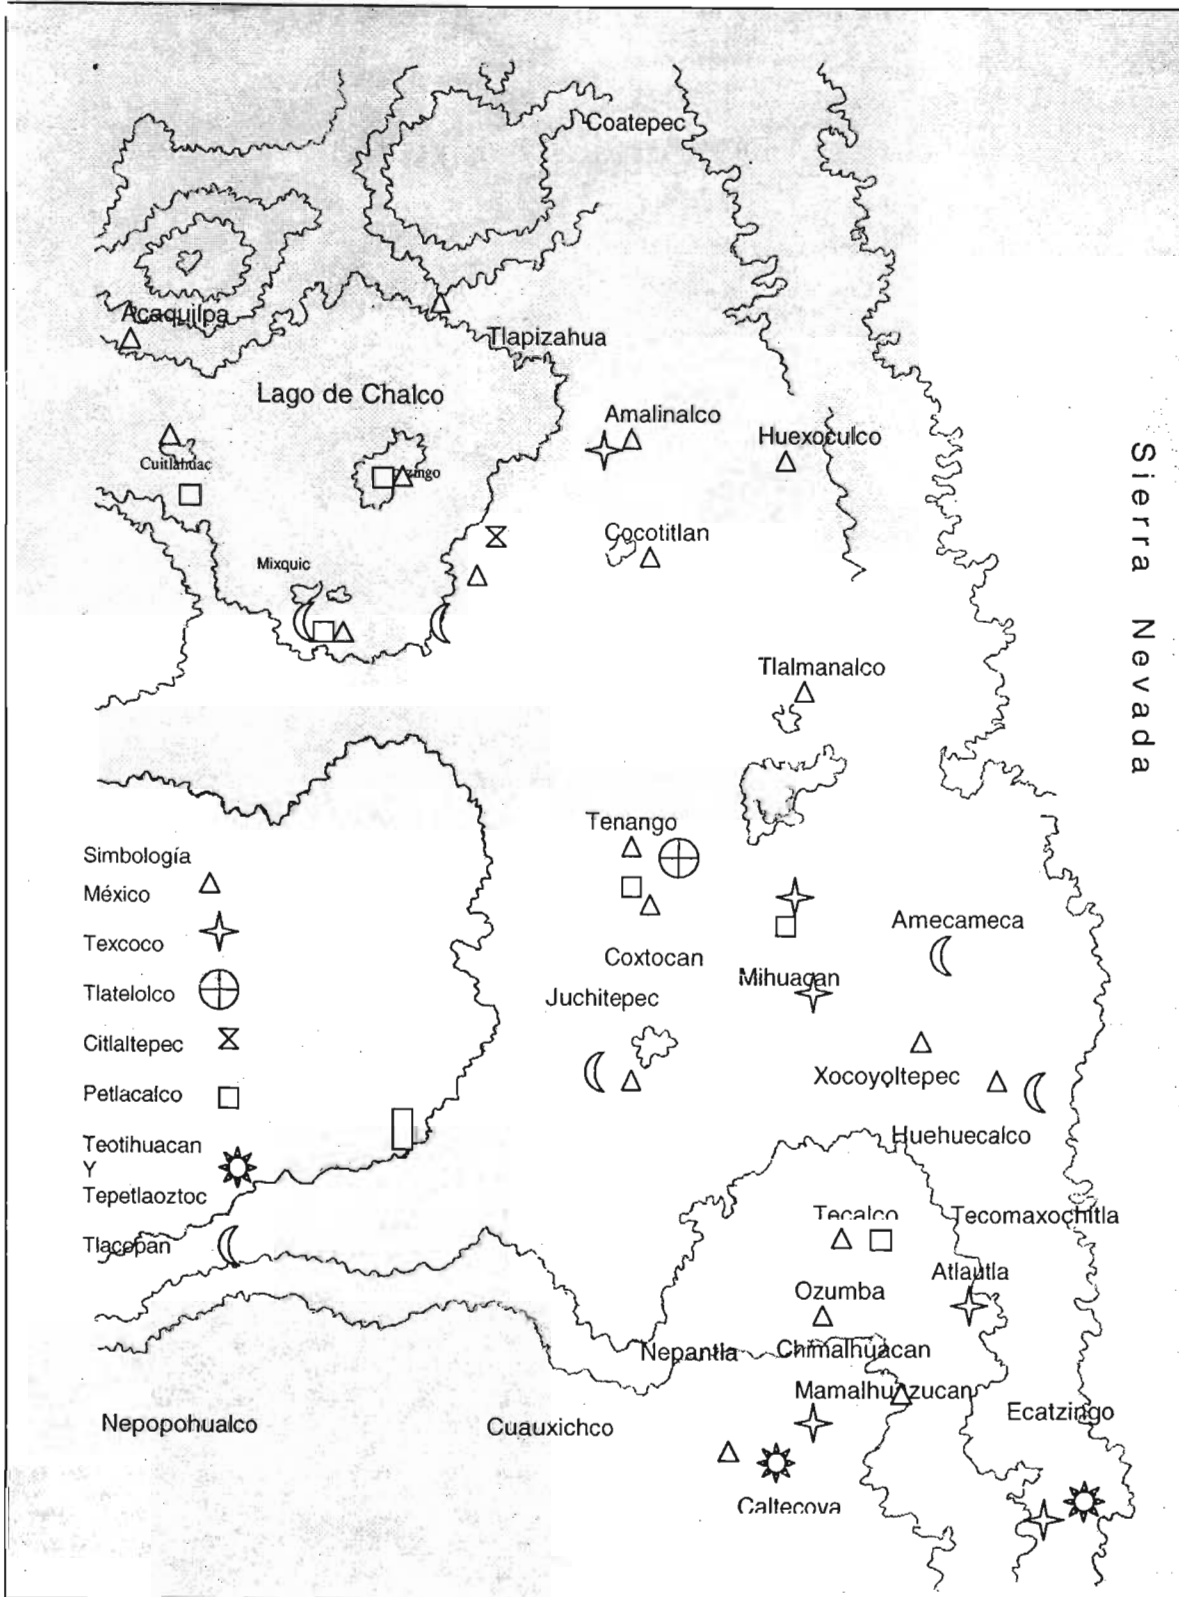 Coatepec
Acaquilpa
Tlapizahua
Lago de Chalco
Amalinalco
Huexoculco
Cuitlahuac
zingo
Cocotitlan
Mixquic
Sierra Nevada
Tlalmanalco
Tenango
Simbología
México
Texcoco
Tlatelolco
Citlaltepec
Petlacalco
Teotihuacan
Y
Tepetlaoztoc
Tlacopan
Amecameca
Coxtocan
Mihuacan
Juchitepec
Xocoyoltepec
Huehuecalco
Tecalco
Tecomaxochitla
Atlautla
Ozumba
Nepantla
Chimalhuacan
Mamalhuazucan
Ecatzingo
Nepopohualco
Cuauxichco
Caltecova